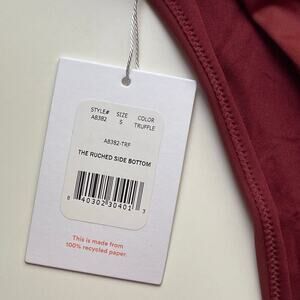 STYLE# SIZE COLOR
A8382 S TRUFFLE
A8382-TRF
THE RUCHED SIDE BOTTOM
8 40302 30401 3
This is made from
100% recycled paper.